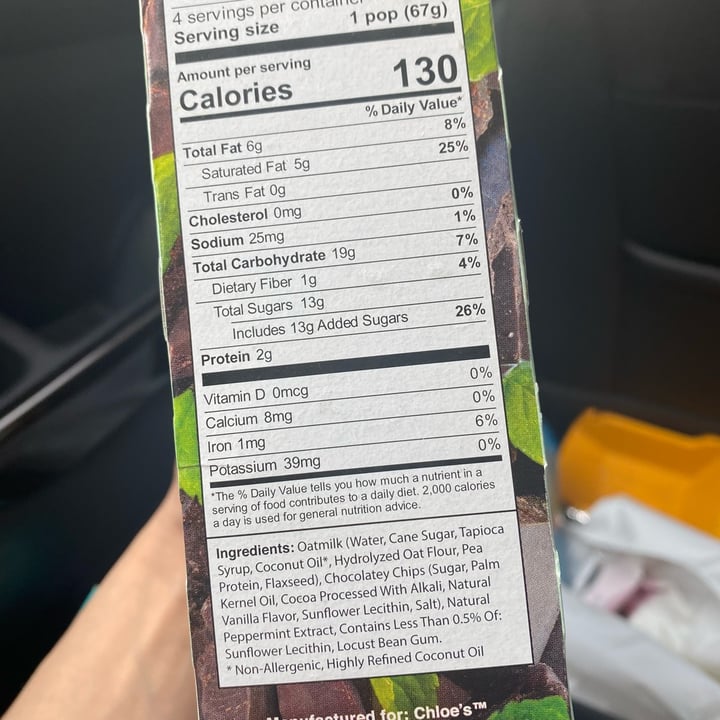 4 servings per container
Serving size 1 pop (67g)
Amount per serving
Calories 130
% Daily Value*
Total Fat 6g 8%
Saturated Fat 5g 25%
Trans Fat 0g
Cholesterol 0mg 0%
Sodium 25mg 1%
Total Carbohydrate 19g 7%
Dietary Fiber 1g 4%
Total Sugars 13g
Includes 13g Added Sugars 26%
Protein 2g
Vitamin D 0mcg 0%
Calcium 8mg 0%
Iron 1mg 6%
Potassium 39mg 0%
*The % Daily Value tells you how much a nutrient in a
serving of food contributes to a daily diet. 2,000 calories
a day is used for general nutrition advice.
Ingredients: Oatmilk (Water, Cane Sugar, Tapioca
Syrup, Coconut Oil*, Hydrolyzed Oat Flour, Pea
Protein, Flaxseed), Chocolatey Chips (Sugar, Palm
Kernel Oil, Cocoa Processed With Alkali, Natural
Vanilla Flavor, Sunflower Lecithin, Salt), Natural
Peppermint Extract, Contains Less Than 0.5% Of:
Sunflower Lecithin, Locust Bean Gum.
* Non-Allergenic, Highly Refined Coconut Oil
Manufactured for: Chloe's™